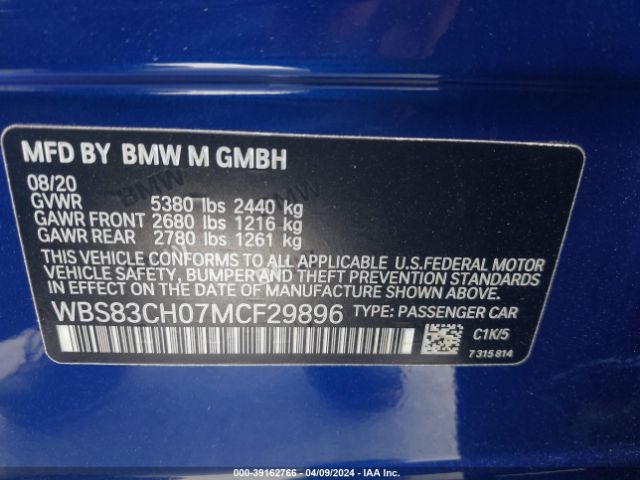 MFD BY BMW M GMBH
08/20
GVWR 5380 lbs 2440 kg
GAWR FRONT 2680 lbs 1216 kg
GAWR REAR 2780 lbs 1261 kg
THIS VEHICLE CONFORMS TO ALL APPLICABLE U.S.FEDERAL MOTOR
VEHICLE SAFETY, BUMPER AND THEFT PREVENTION STANDARDS
IN EFFECT ON THE DATE OF MANUFACTURE SHOWN ABOVE.
WBS83CH07MCF29896 TYPE: PASSENGER CAR
C1K/5
7 315 814
000-39162766 - 04/09/2024 - IAA Inc.